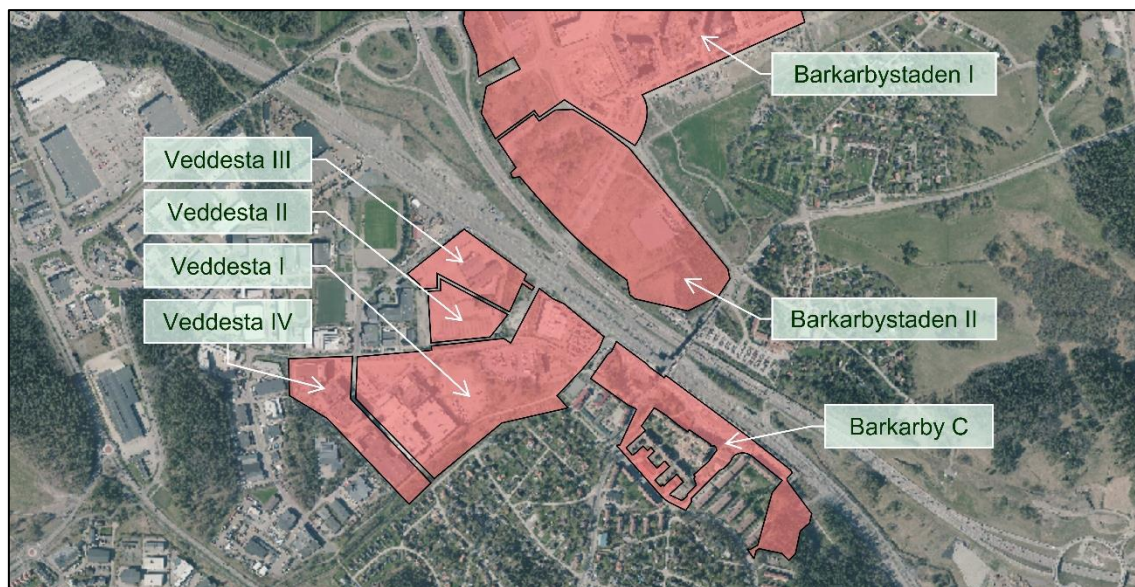 Barkarbystaden I
Veddesta III
Veddesta II
Veddesta I
Veddesta IV
Barkarbystaden II
Barkarby C